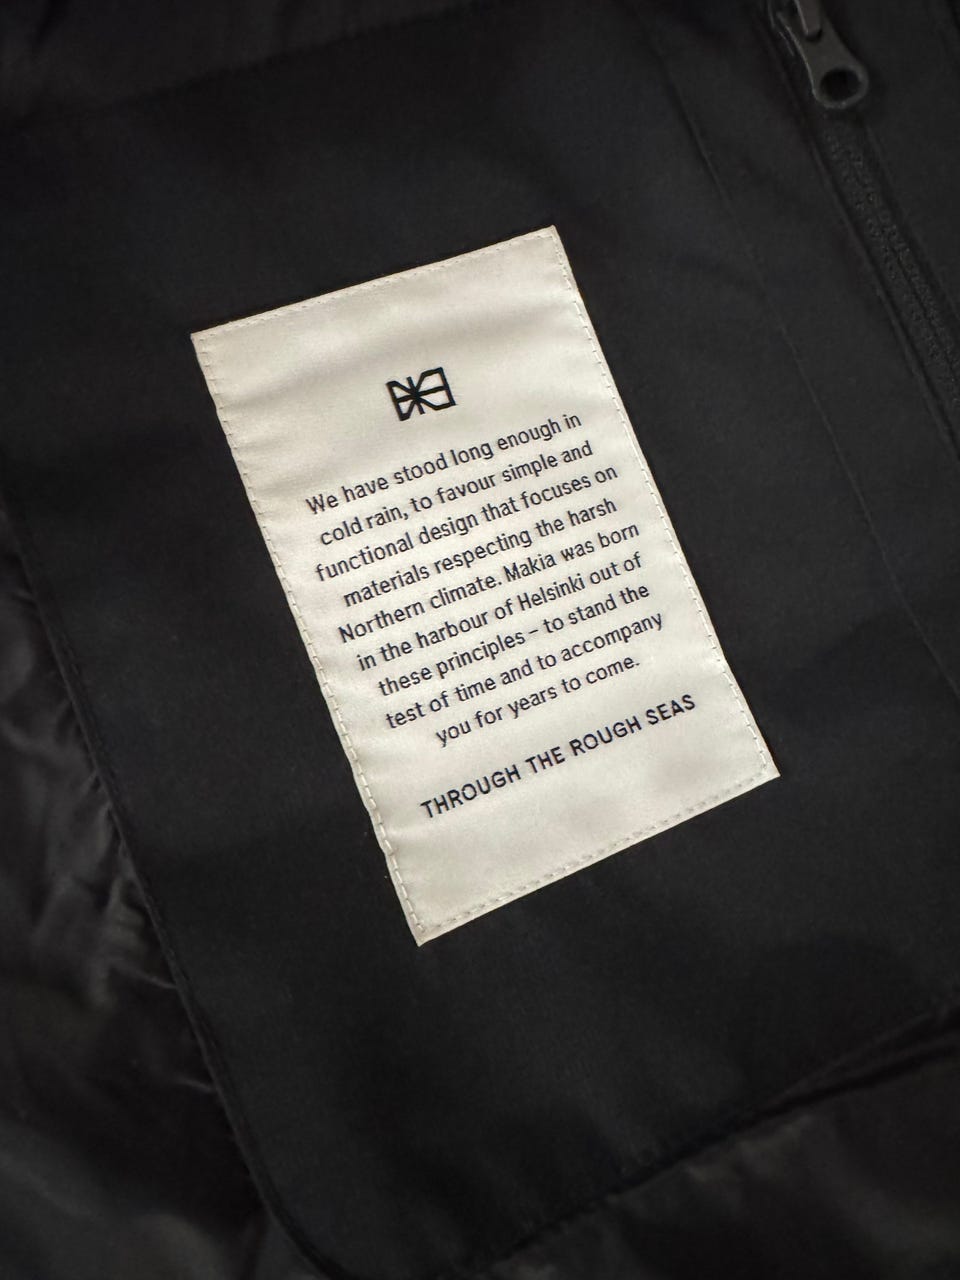 We have stood long enough in
cold rain, to favour simple and
functional design that focuses on
materials respecting the harsh
Northern climate. Makia was born
in the harbour of Helsinki out of
these principles – to stand the
test of time and to accompany
you for years to come.
THROUGH THE ROUGH SEAS